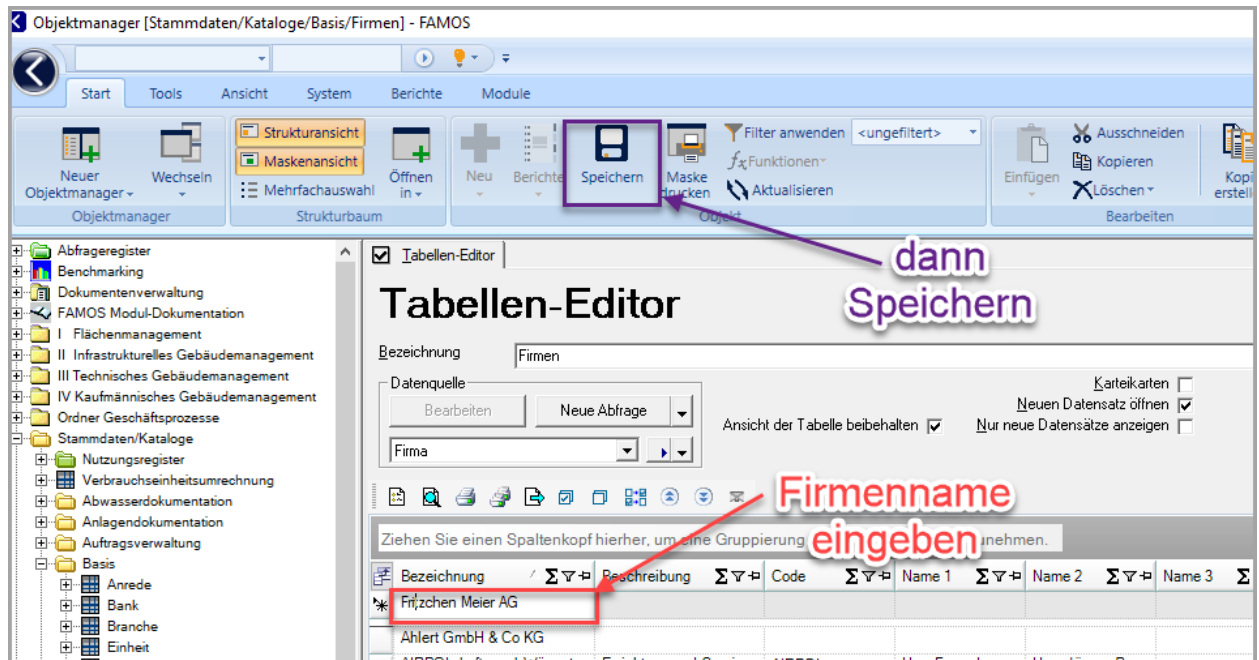 Objektmanager [Stammdaten/Kataloge/Basis/Firmen] - FAMOS
Start Tools Ansicht System Berichte Module
Strukturansicht
Maskenansicht
Mehrfachauswahl
Neuer
Objektmanager
Wechseln
Öffnen
in
Neu
Berichte
Speichern
Maske
drucken
Filter anwenden <ungefiltert>
Funktionen
Aktualisieren
Einfügen
Ausschneiden
Kopieren
Löschen
Objektmanager Strukturbaum Objekt Bearbeiten
Abfrageregister
Benchmarking
Dokumentenverwaltung
FAMOS Modul-Dokumentation
I Flächenmanagement
II Infrastrukturelles Gebäudemanagement
III Technisches Gebäudemanagement
IV Kaufmännisches Gebäudemanagement
Ordner Geschäftsprozesse
Stammdaten/Kataloge
Nutzungsregister
Verbrauchseinheitsumrechnung
Abwasserdokumentation
Anlagendokumentation
Auftragsverwaltung
Basis
Anrede
Bank
Branche
Einheit
Tabellen-Editor
Tabellen-Editor
dann
Speichern
Bezeichnung Firmen
Datenquelle
Bearbeiten Neue Abfrage
Firma
Ansicht der Tabelle beibehalten
Karteikarten
Neuen Datensatz öffnen
Nur neue Datensätze anzeigen
Firmenname
eingeben
Ziehen Sie einen Spaltenkopf hierher, um eine Gruppierung
Bezeichnung Beschreibung Code Name 1 Name 2 Name 3
Fritzchen Meier AG
Ahlert GmbH & Co KG